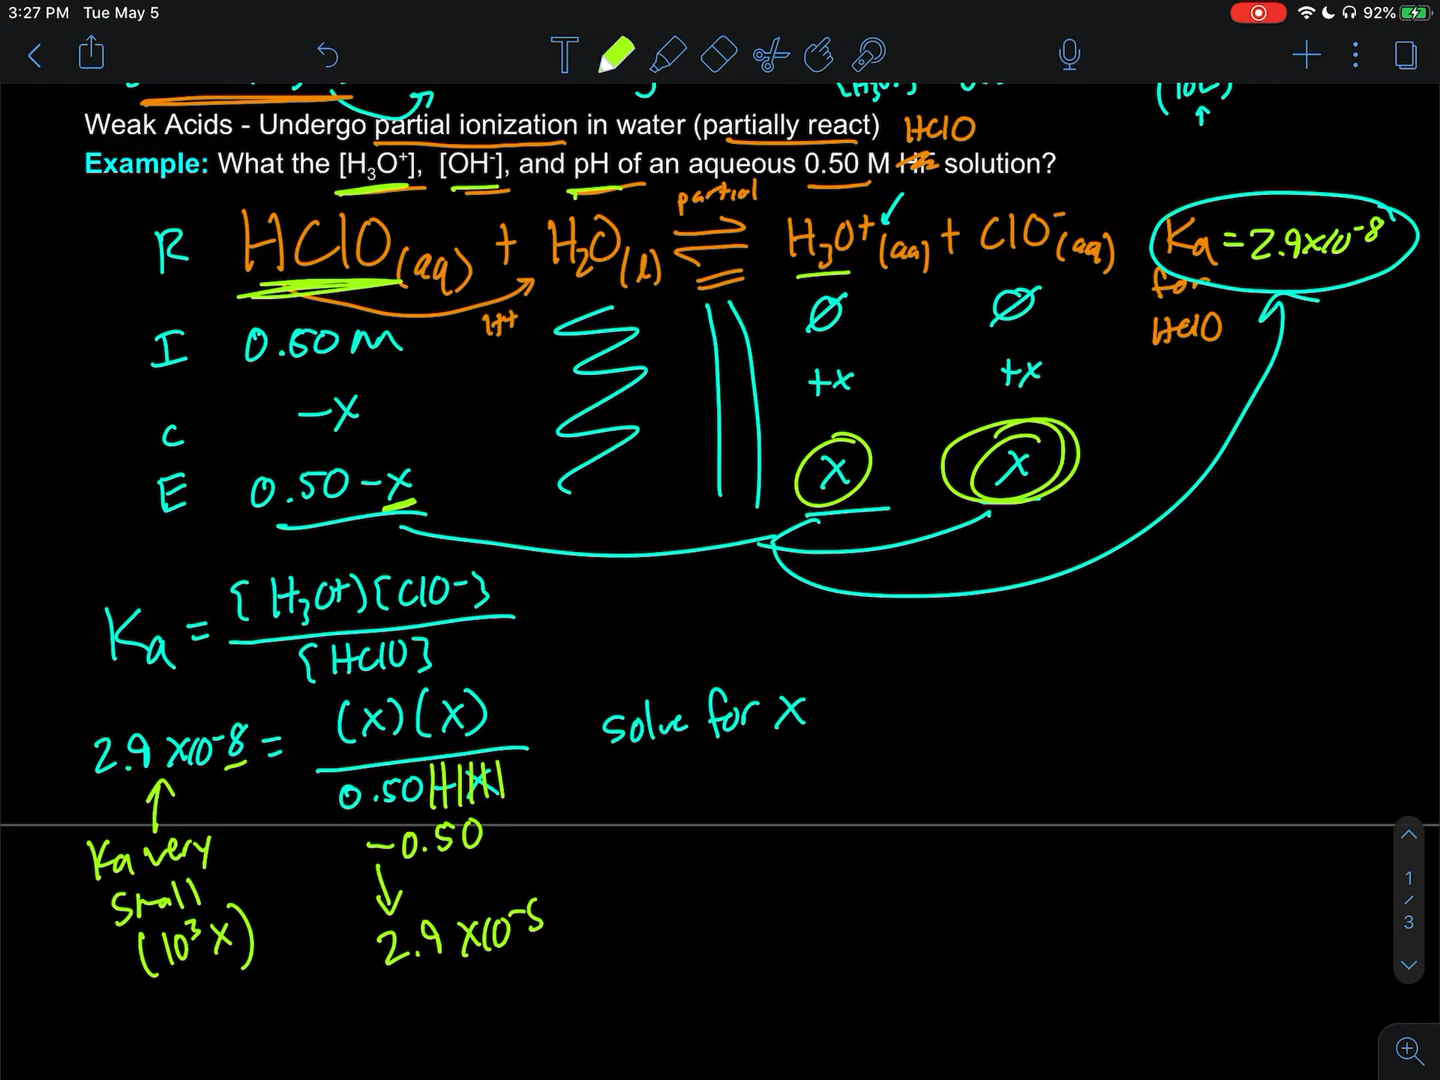 3:27 PM Tue May 5
92%
Weak Acids - Undergo partial ionization in water (partially react) HClO
Example: What the [H₃O⁺], [OH⁻], and pH of an aqueous 0.50 M HF solution?
partial
R HClO(aq) + H₂O(l) ⇌ H₃O⁺(aq) + ClO⁻(aq) Ka = 2.9x10⁻⁸
for
HClO
H+
I 0.50 M Ø Ø
C -x +x +x
E 0.50-x x x
Ka = [H₃O+][ClO-]
[HClO]
2.9 x10⁻⁸ = (x)(x) solve for x
0.50
Ka very ~0.50
small
(10³x) 2.9 x10⁻⁵
1
/
3